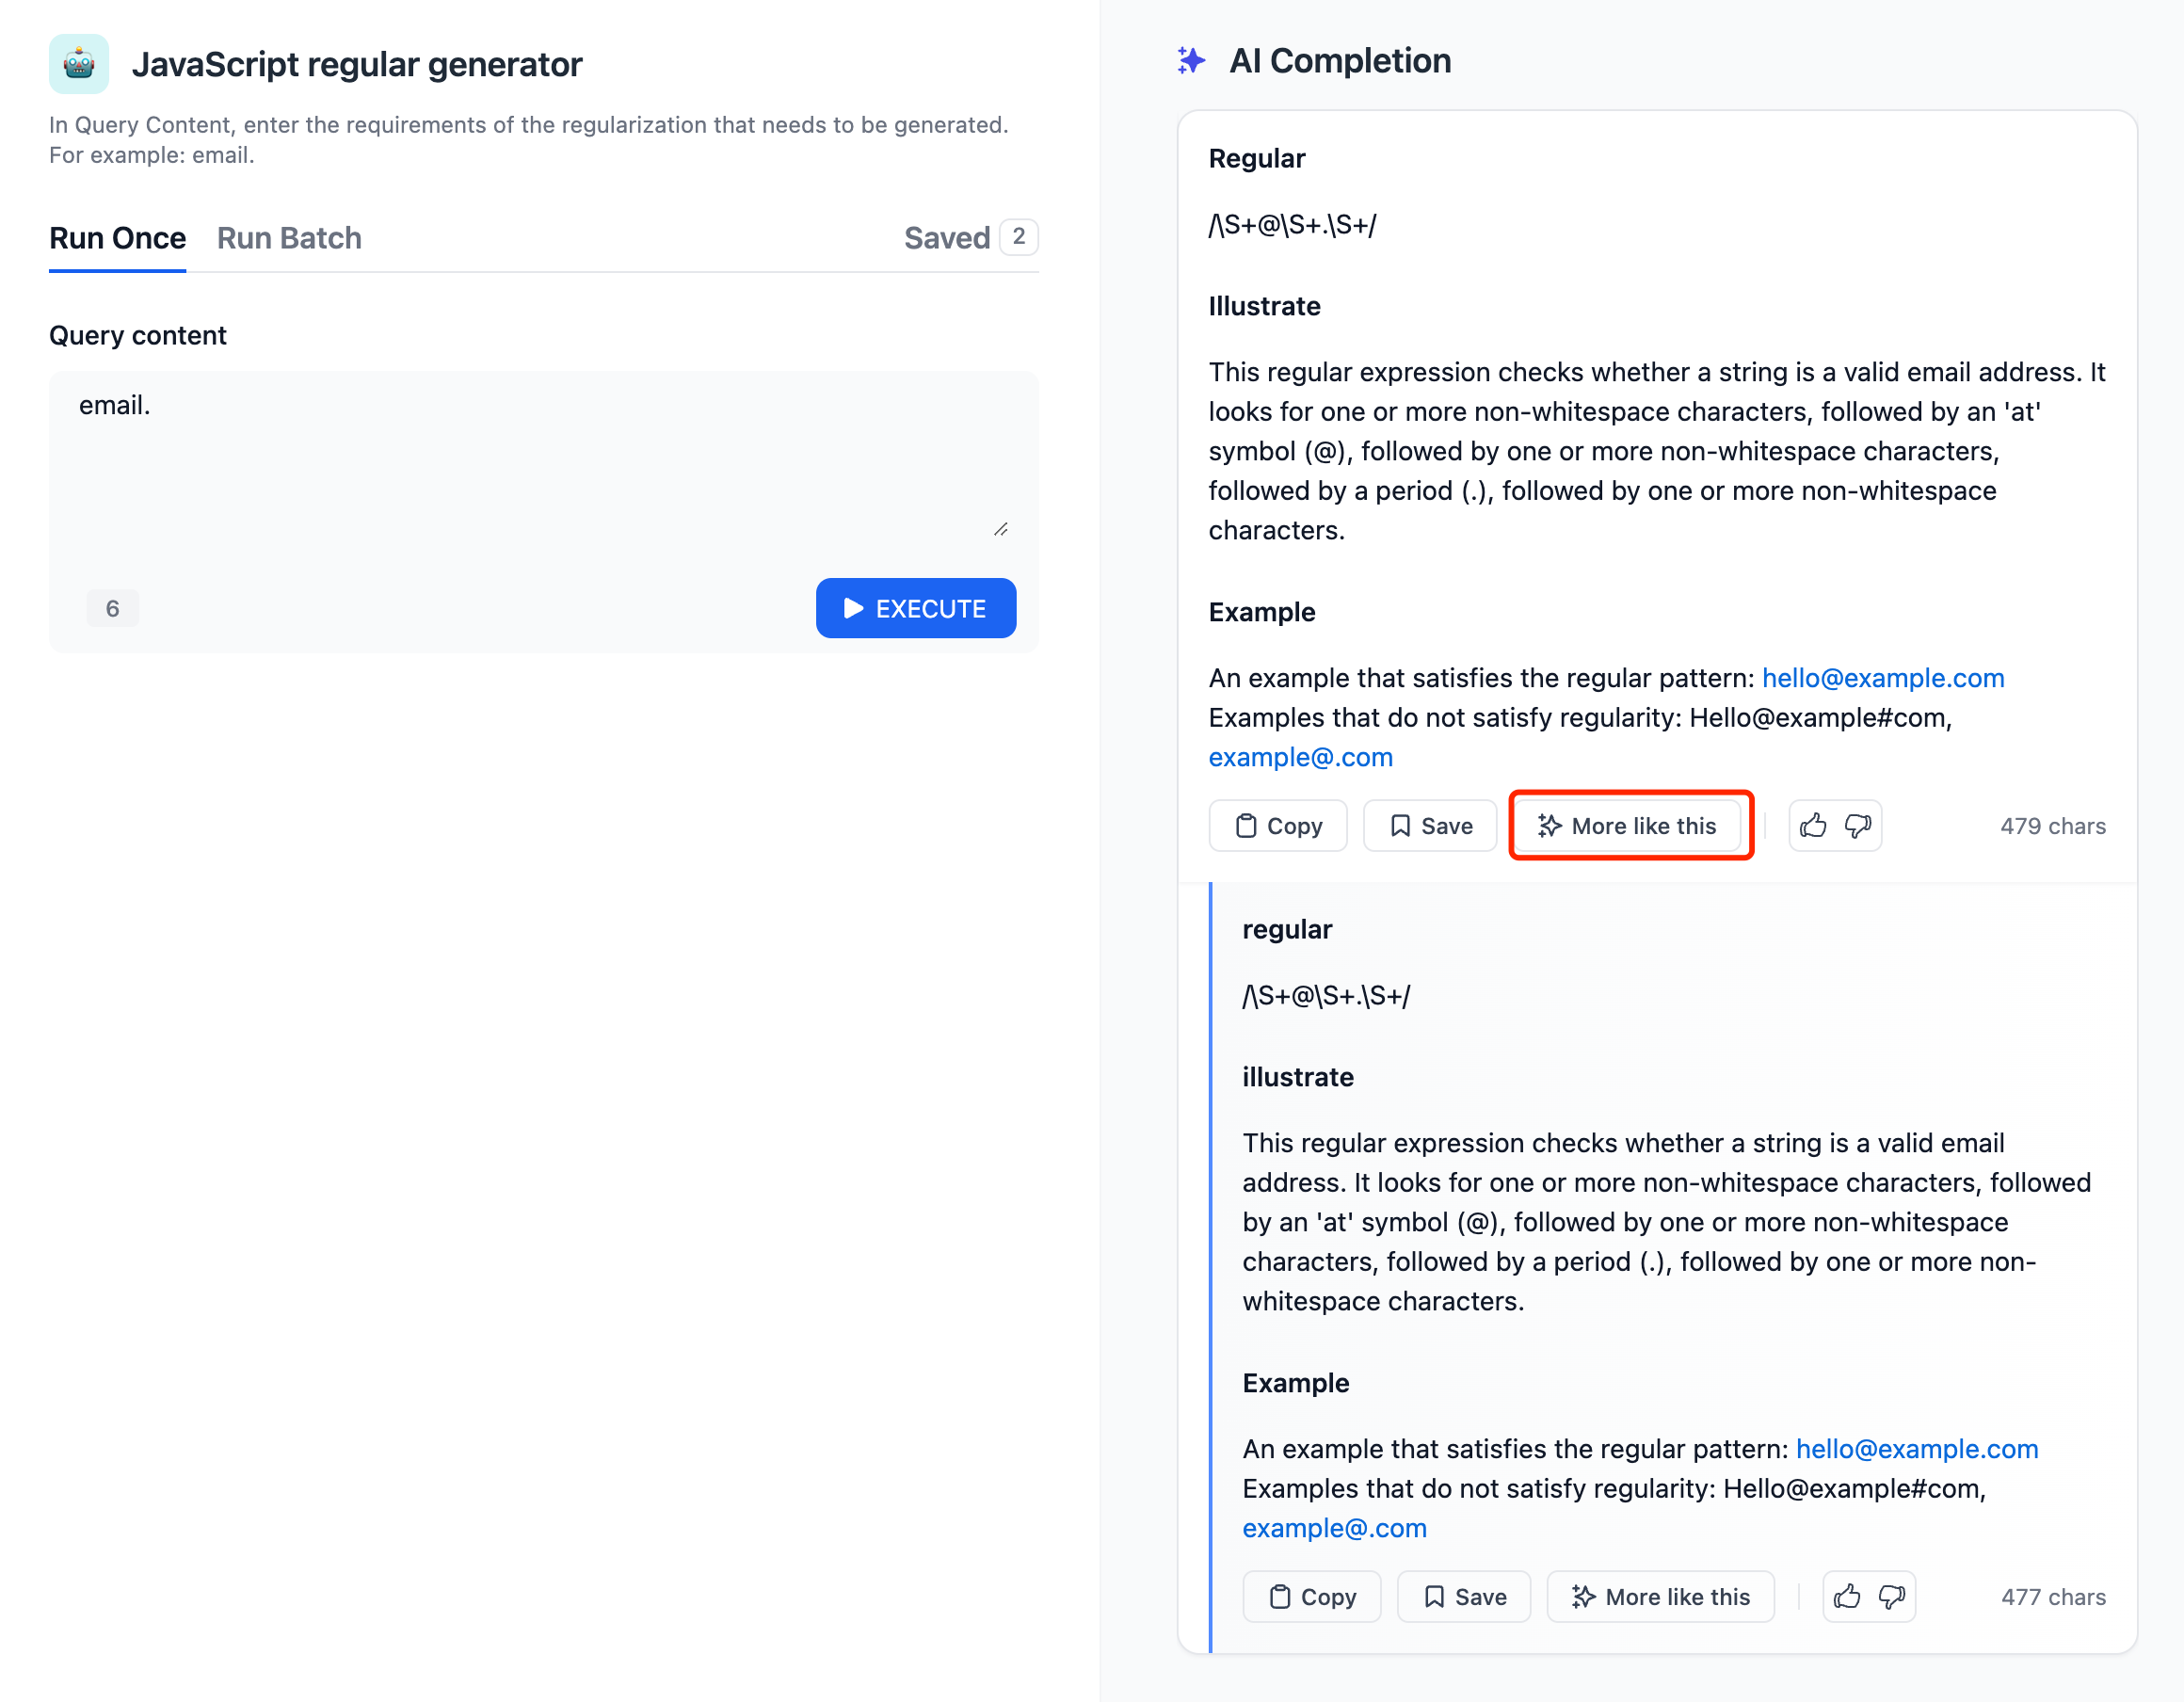 JavaScript regular generator
In Query Content, enter the requirements of the regularization that needs to be generated.
For example: email.
Run Once
Run Batch
Saved 2
Query content
email.
6
EXECUTE
AI Completion
Regular
/\S+@\S+.\S+/
Illustrate
This regular expression checks whether a string is a valid email address. It
looks for one or more non-whitespace characters, followed by an 'at'
symbol (@), followed by one or more non-whitespace characters,
followed by a period (.), followed by one or more non-whitespace
characters.
Example
An example that satisfies the regular pattern: hello@example.com
Examples that do not satisfy regularity: Hello@example#com,
example@.com
Copy
Save
More like this
479 chars
regular
/\S+@\S+.\S+/
illustrate
This regular expression checks whether a string is a valid email
address. It looks for one or more non-whitespace characters, followed
by an 'at' symbol (@), followed by one or more non-whitespace
characters, followed by a period (.), followed by one or more non-
whitespace characters.
Example
An example that satisfies the regular pattern: hello@example.com
Examples that do not satisfy regularity: Hello@example#com,
example@.com
Copy
Save
More like this
477 chars